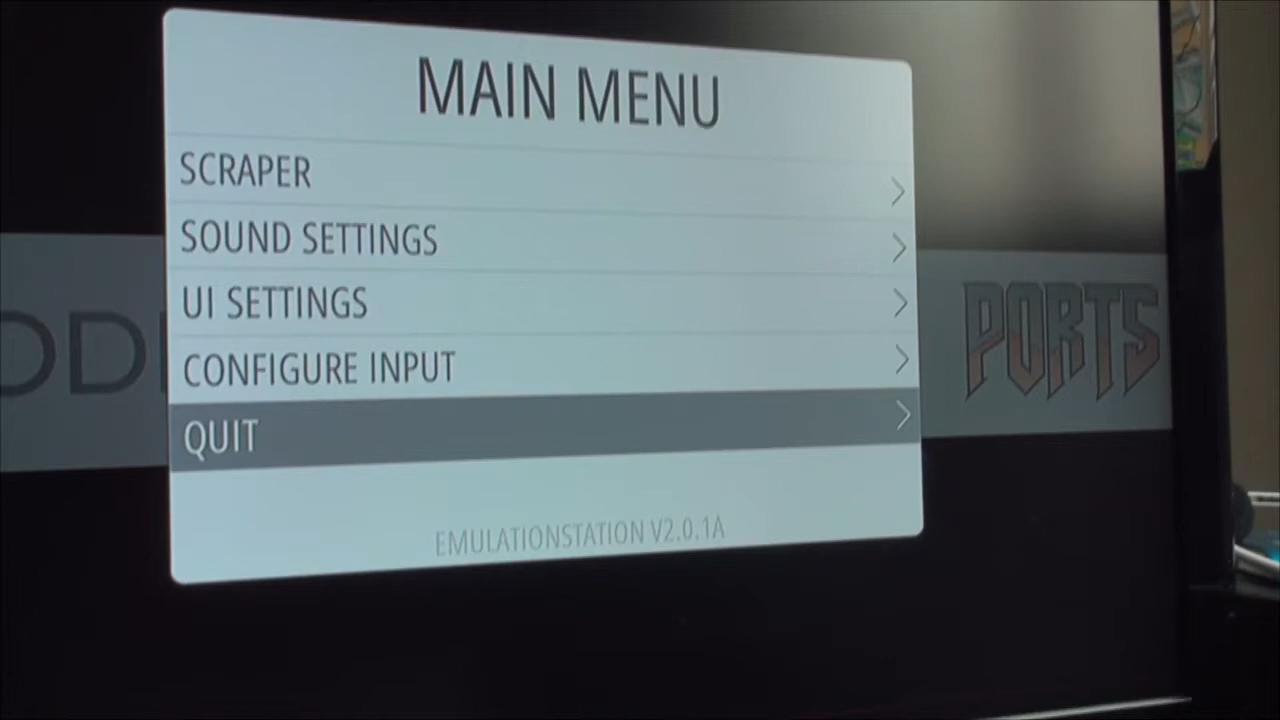 MAIN MENU
SCRAPER
SOUND SETTINGS
UI SETTINGS
CONFIGURE INPUT
QUIT
EMULATIONSTATION V2.0.1A
PORTS